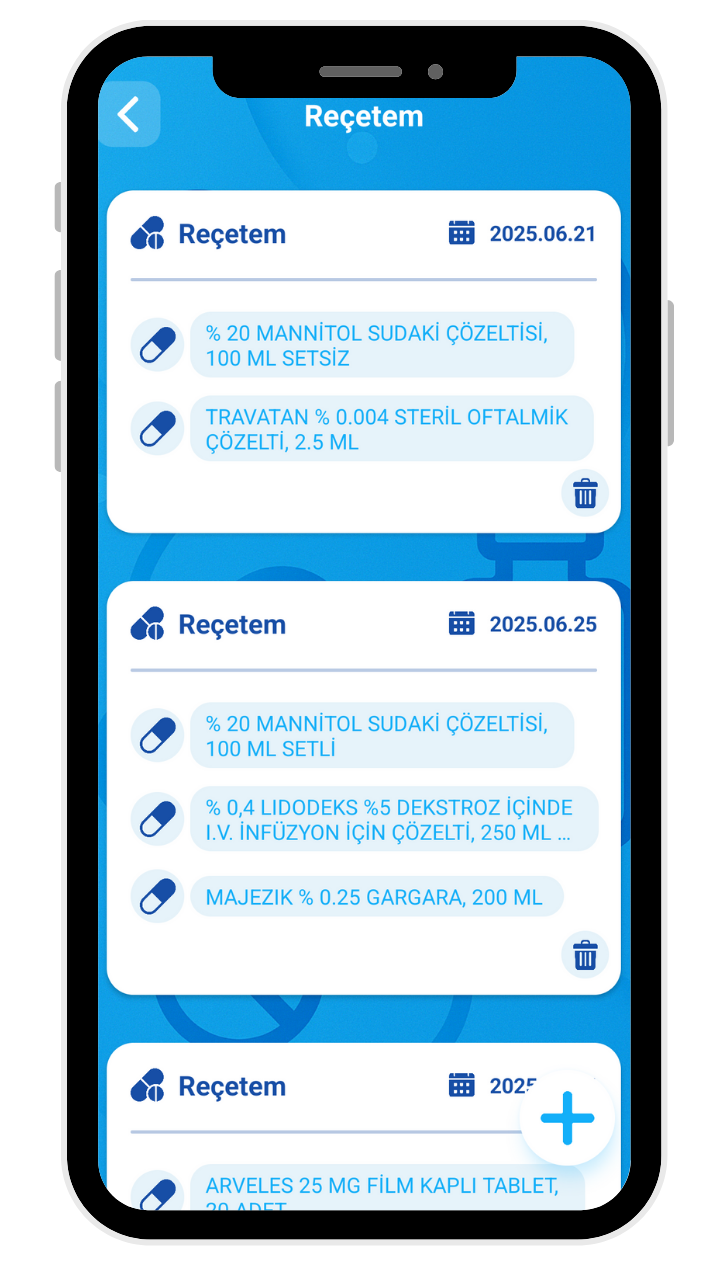 Reçetem
Reçetem
2025.06.21
% 20 MANNİTOL SUDAKİ ÇÖZELTİSİ,
100 ML SETSİZ
TRAVATAN % 0.004 STERİL OFTALMİK
ÇÖZELTİ, 2.5 ML
Reçetem
2025.06.25
% 20 MANNİTOL SUDAKİ ÇÖZELTİSİ,
100 ML SETLİ
% 0,4 LIDODEKS %5 DEKSTROZ İÇİNDE
I.V. İNFÜZYON İÇİN ÇÖZELTİ, 250 ML ...
MAJEZIK % 0.25 GARGARA, 200 ML
Reçetem
2025
ARVELES 25 MG FİLM KAPLI TABLET,
20 ADET